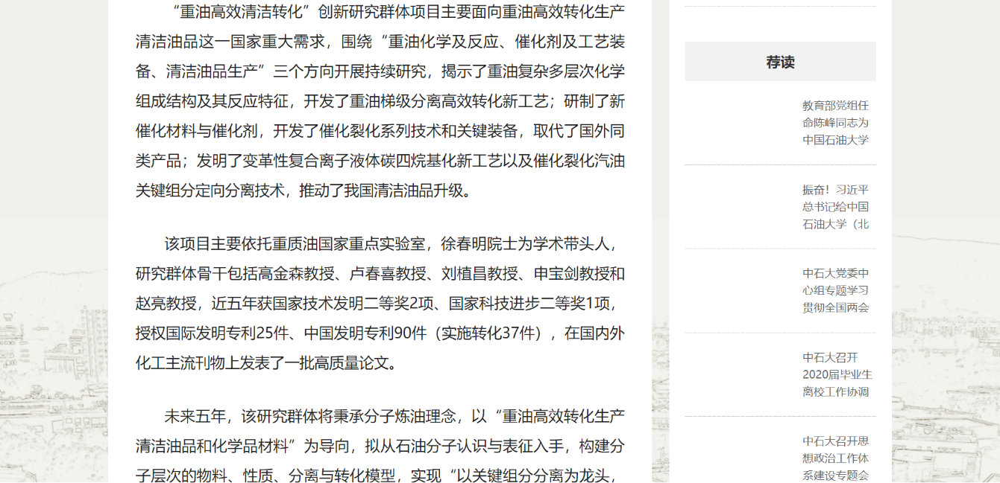 “重油高效清洁转化”创新研究群体项目主要面向重油高效转化生产
清洁油品这一国家重大需求，围绕“重油化学及反应、催化剂及工艺装
备、清洁油品生产”三个方向开展持续研究，揭示了重油复杂多层次化学
组成结构及其反应特征，开发了重油梯级分离高效转化新工艺；研制了新
催化材料与催化剂，开发了催化裂化系列技术和关键装备，取代了国外同
类产品；发明了变革性复合离子液体碳四烷基化新工艺以及催化裂化汽油
关键组分定向分离技术，推动了我国清洁油品升级。
该项目主要依托重质油国家重点实验室，徐春明院士为学术带头人，
研究群体骨干包括高金森教授、卢春喜教授、刘植昌教授、申宝剑教授和
赵亮教授，近五年获国家技术发明二等奖2项、国家科技进步二等奖1项，
授权国际发明专利25件、中国发明专利90件（实施转化37件），在国内外
化工主流刊物上发表了一批高质量论文。
未来五年，该研究群体将秉承分子炼油理念，以“重油高效转化生产
清洁油品和化学品材料”为导向，拟从石油分子认识与表征入手，构建分
子层次的物料、性质、分离与转化模型，实现“以关键组分分离为龙头，
荐读
教育部党组任
命陈峰同志为
中国石油大学
振奋！习近平
总书记给中国
石油大学（北
中石大党委中
心组专题学习
贯彻全国两会
中石大召开
2020届毕业生
离校工作协调
中石大召开思
想政治工作体
系建设专题会